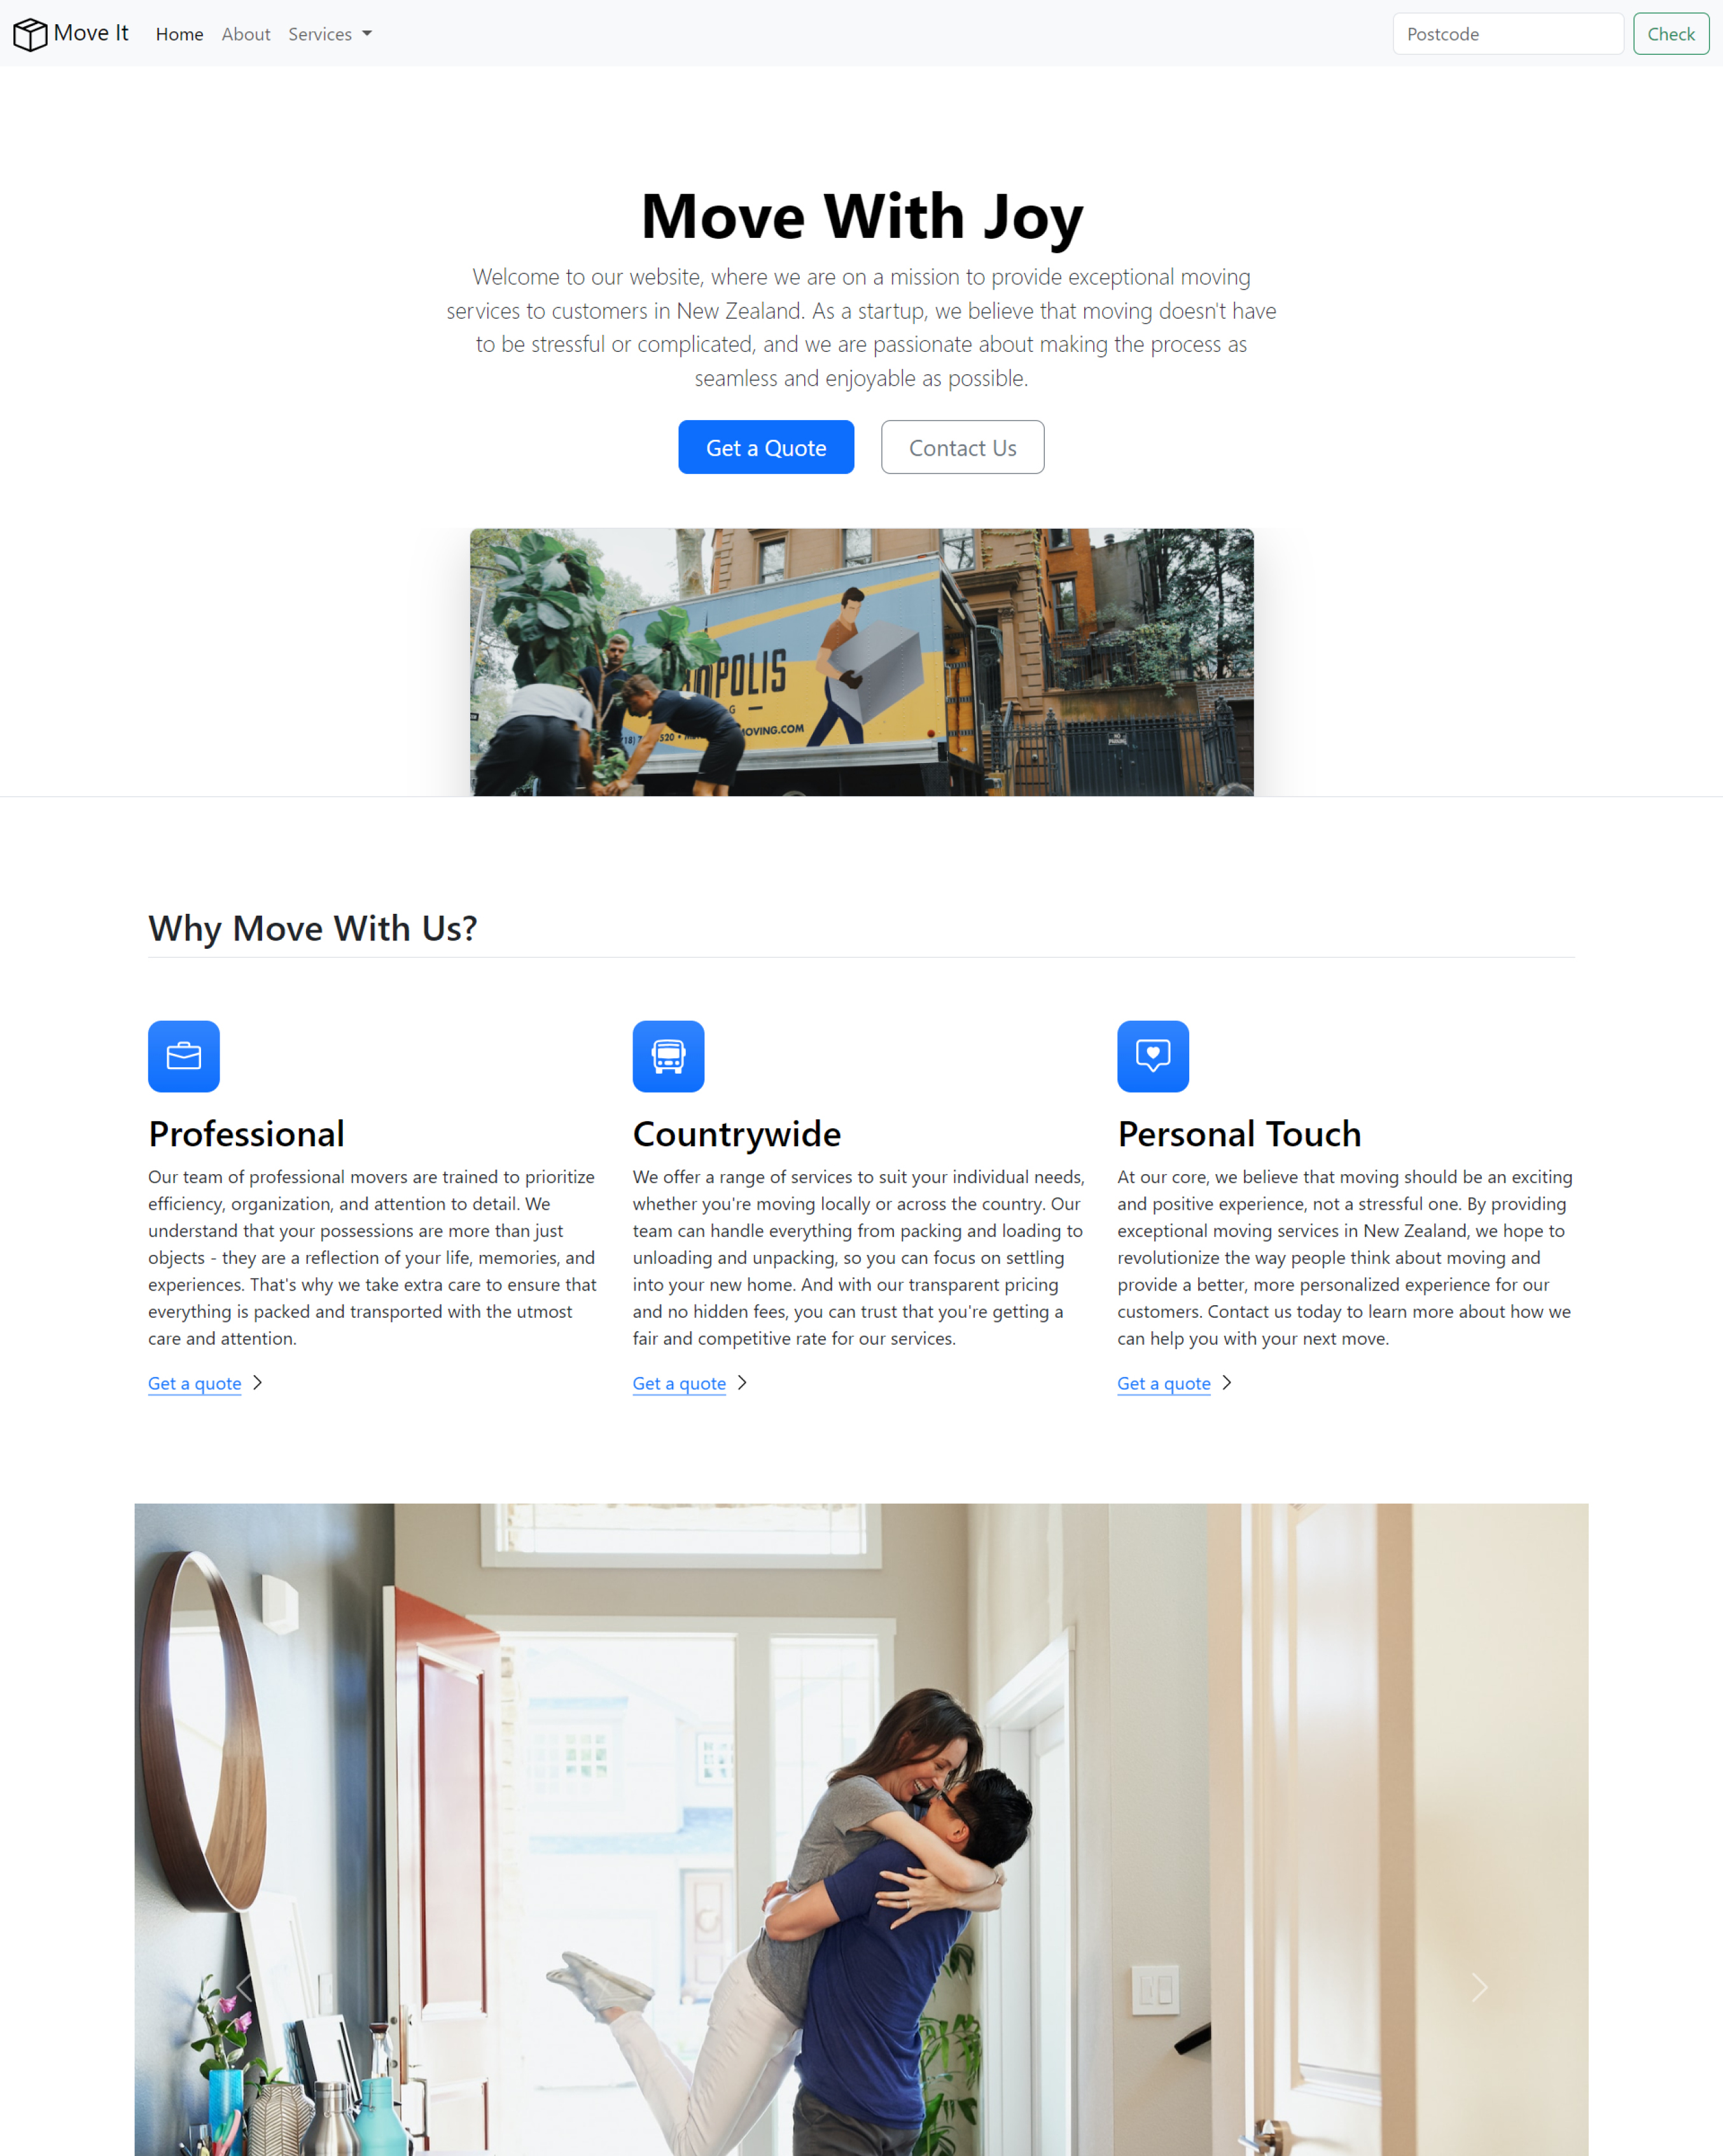 Move It
Home
About
Services
Postcode
Check
Move With Joy
Welcome to our website, where we are on a mission to provide exceptional moving
services to customers in New Zealand. As a startup, we believe that moving doesn't have
to be stressful or complicated, and we are passionate about making the process as
seamless and enjoyable as possible.
Get a Quote
Contact Us
OPOLIS
G
18) 7
520 •
MOVING.COM
NO
PARKING
Why Move With Us?
Professional
Our team of professional movers are trained to prioritize
efficiency, organization, and attention to detail. We
understand that your possessions are more than just
objects - they are a reflection of your life, memories, and
experiences. That's why we take extra care to ensure that
everything is packed and transported with the utmost
care and attention.
Get a quote
Countrywide
We offer a range of services to suit your individual needs,
whether you're moving locally or across the country. Our
team can handle everything from packing and loading to
unloading and unpacking, so you can focus on settling
into your new home. And with our transparent pricing
and no hidden fees, you can trust that you're getting a
fair and competitive rate for our services.
Get a quote
Personal Touch
At our core, we believe that moving should be an exciting
and positive experience, not a stressful one. By providing
exceptional moving services in New Zealand, we hope to
revolutionize the way people think about moving and
provide a better, more personalized experience for our
customers. Contact us today to learn more about how we
can help you with your next move.
Get a quote